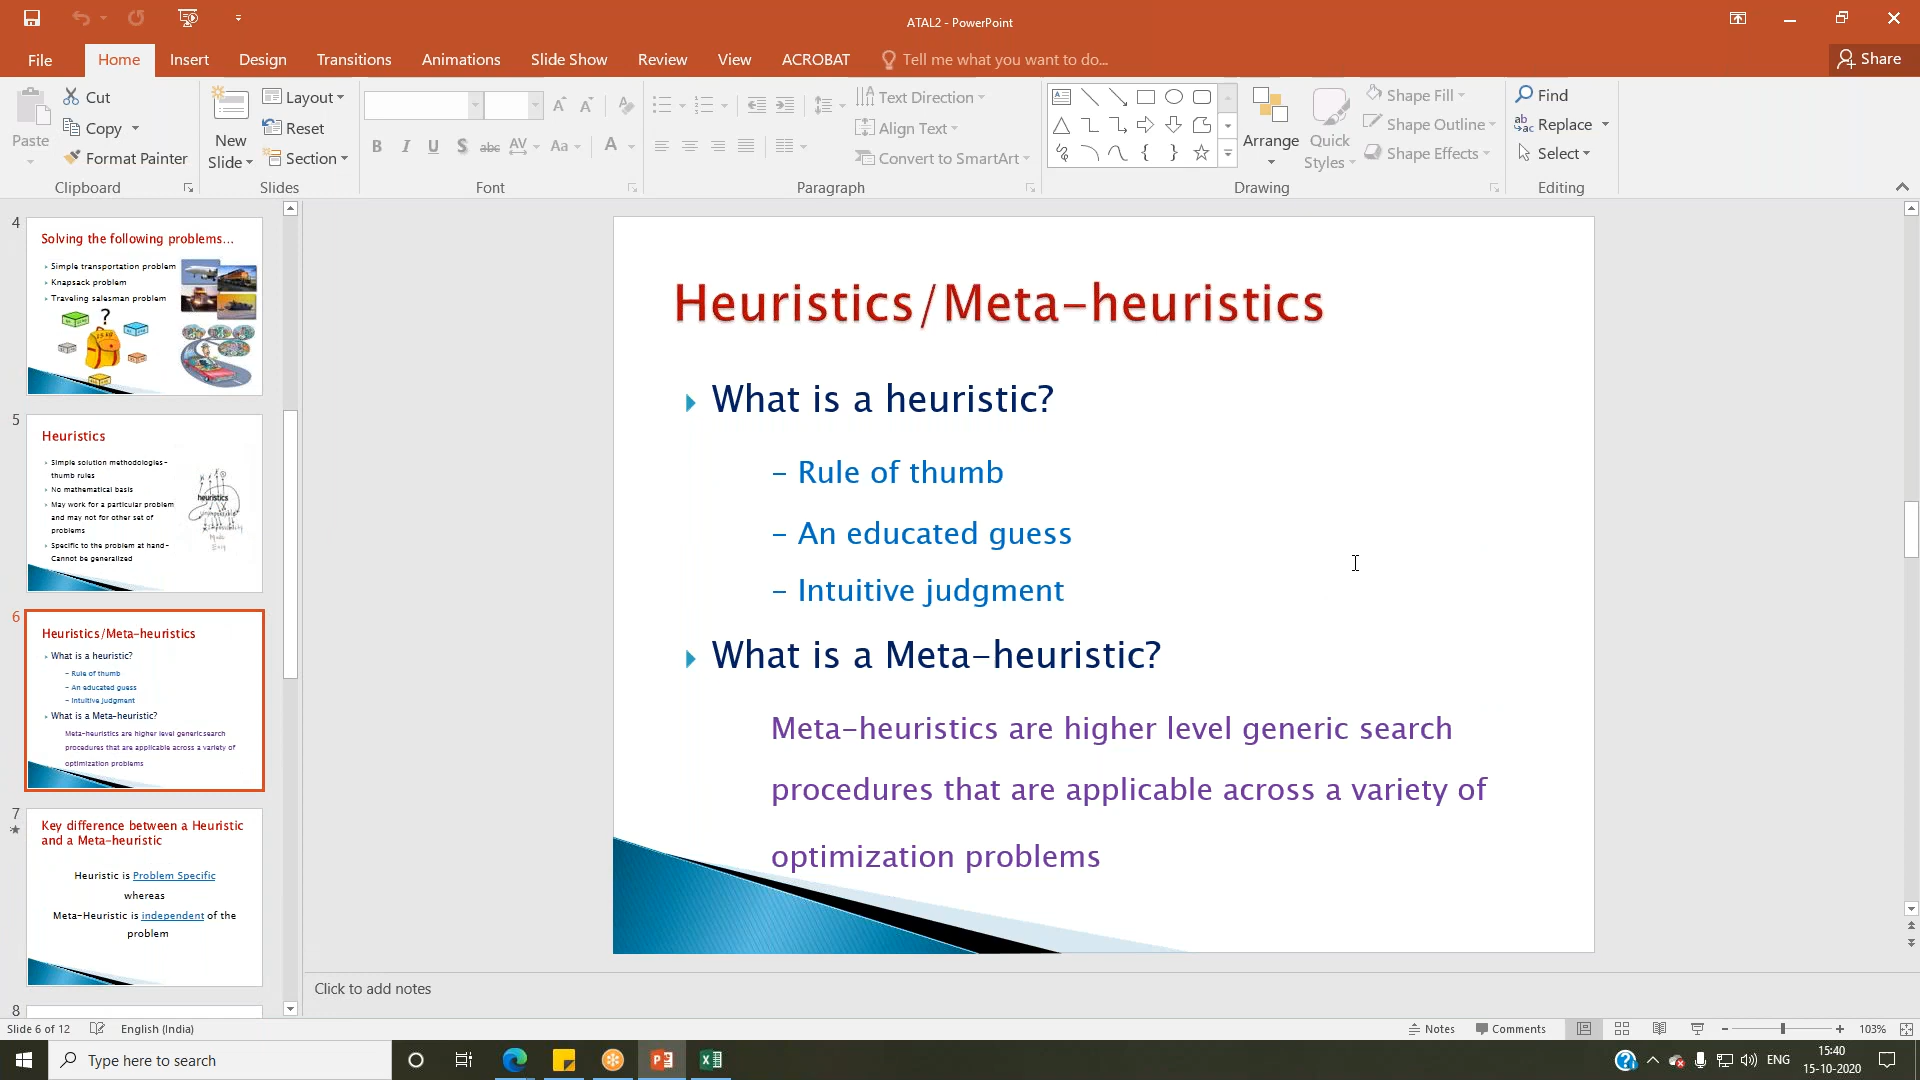 ATAL2 - PowerPoint
File Home Insert Design Transitions Animations Slide Show Review View ACROBAT Tell me what you want to do... Share
Paste
Cut
Copy
Format Painter
Clipboard
New Slide
Layout
Reset
Section
Slides
B I U S abc AV Aa A
Font
Paragraph
Text Direction
Align Text
Convert to SmartArt
Arrange
Quick Styles
Shape Fill
Shape Outline
Shape Effects
Drawing
Find
Replace
Select
Editing
4
Solving the following problems...
Simple transportation problem
Knapsack problem
Traveling salesman problem
?
5
Heuristics
Simple solution methodologies-
thumb rules
No mathematical basis
May work for a particular problem
and may not for other set of
problems
Specific to the problem at hand-
Cannot be generalized
heuristics
Made
Easy
6
Heuristics/Meta-heuristics
What is a heuristic?
- Rule of thumb
- An educated guess
- Intuitive judgment
What is a Meta-heuristic?
Meta-heuristics are higher level generic search
procedures that are applicable across a variety of
optimization problems
7
Key difference between a Heuristic
and a Meta-heuristic
Heuristic is Problem Specific
whereas
Meta-Heuristic is independent of the
problem
8
Heuristics/Meta-heuristics
What is a heuristic?
- Rule of thumb
- An educated guess
- Intuitive judgment
What is a Meta-heuristic?
Meta-heuristics are higher level generic search
procedures that are applicable across a variety of
optimization problems
Click to add notes
Slide 6 of 12 English (India) Notes Comments 103%
Type here to search
ENG
15:40
15-10-2020